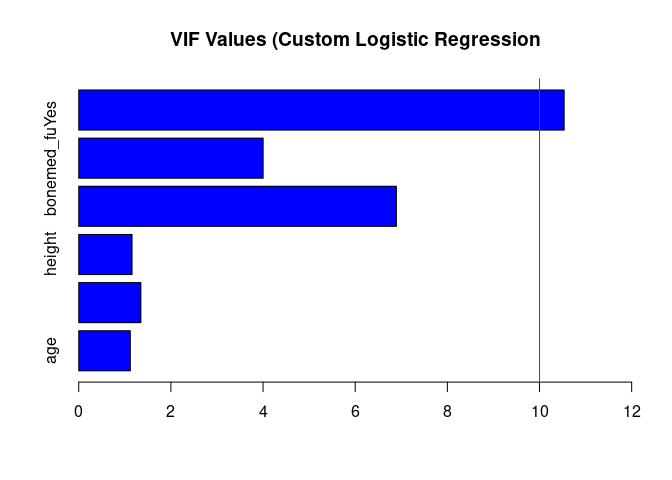 VIF Values (Custom Logistic Regression
bonemed_fuYes
height
age
0 2 4 6 8 10 12